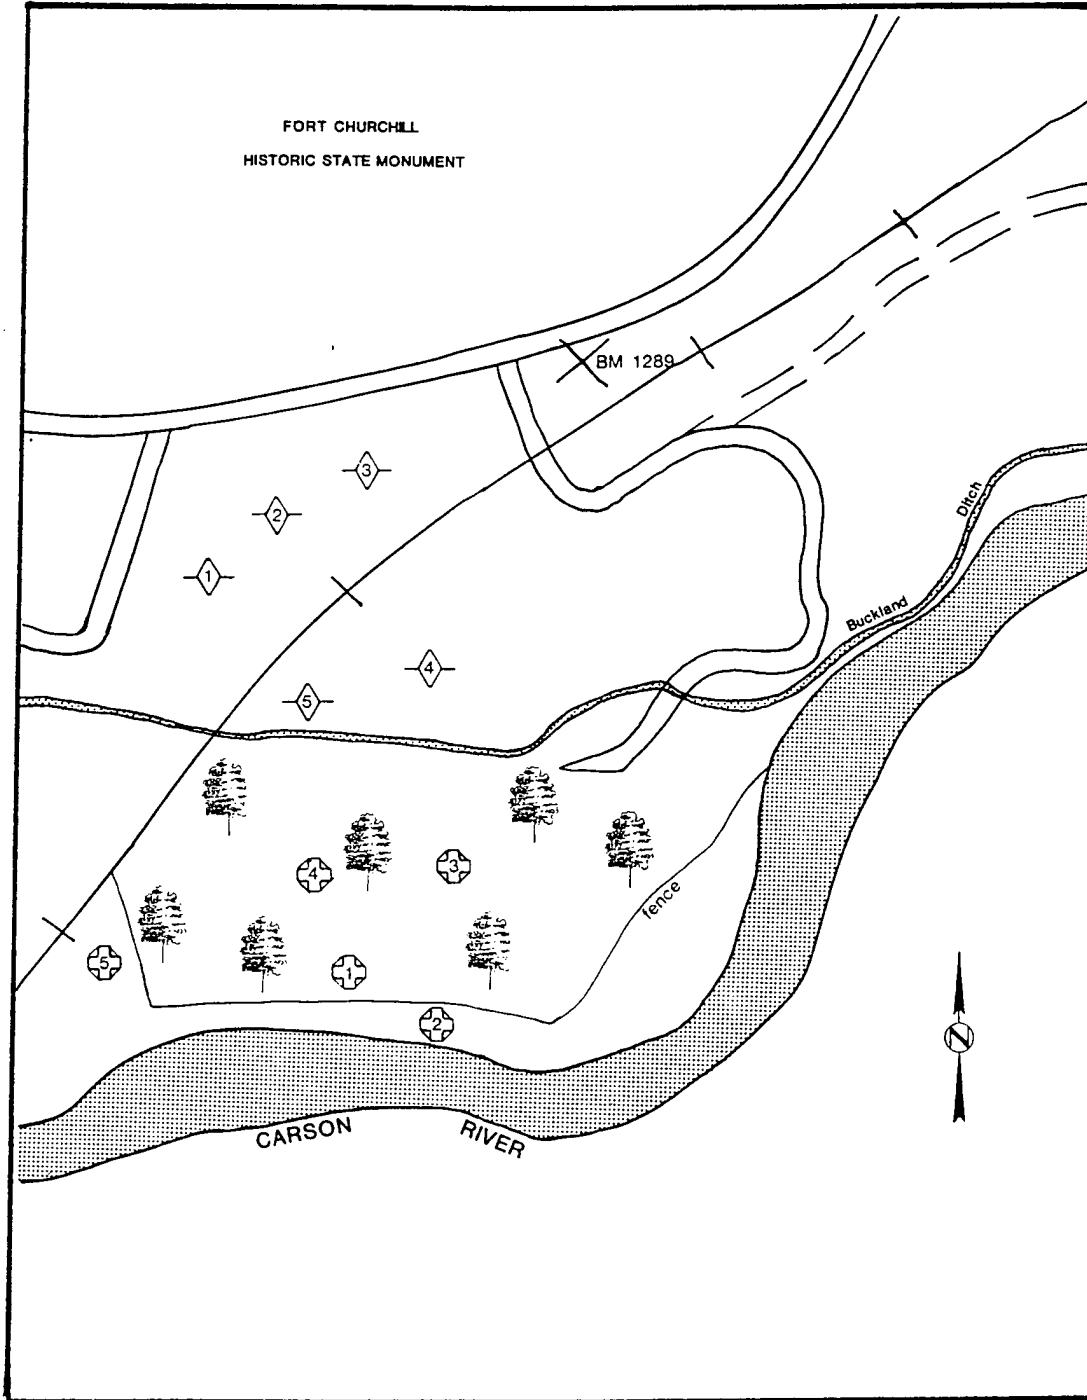 FORT CHURCHILL
HISTORIC STATE MONUMENT
BM 1289
3
2
1
Ditch
Buckland
4
5
4
3
fence
5
1
2
N
CARSON RIVER